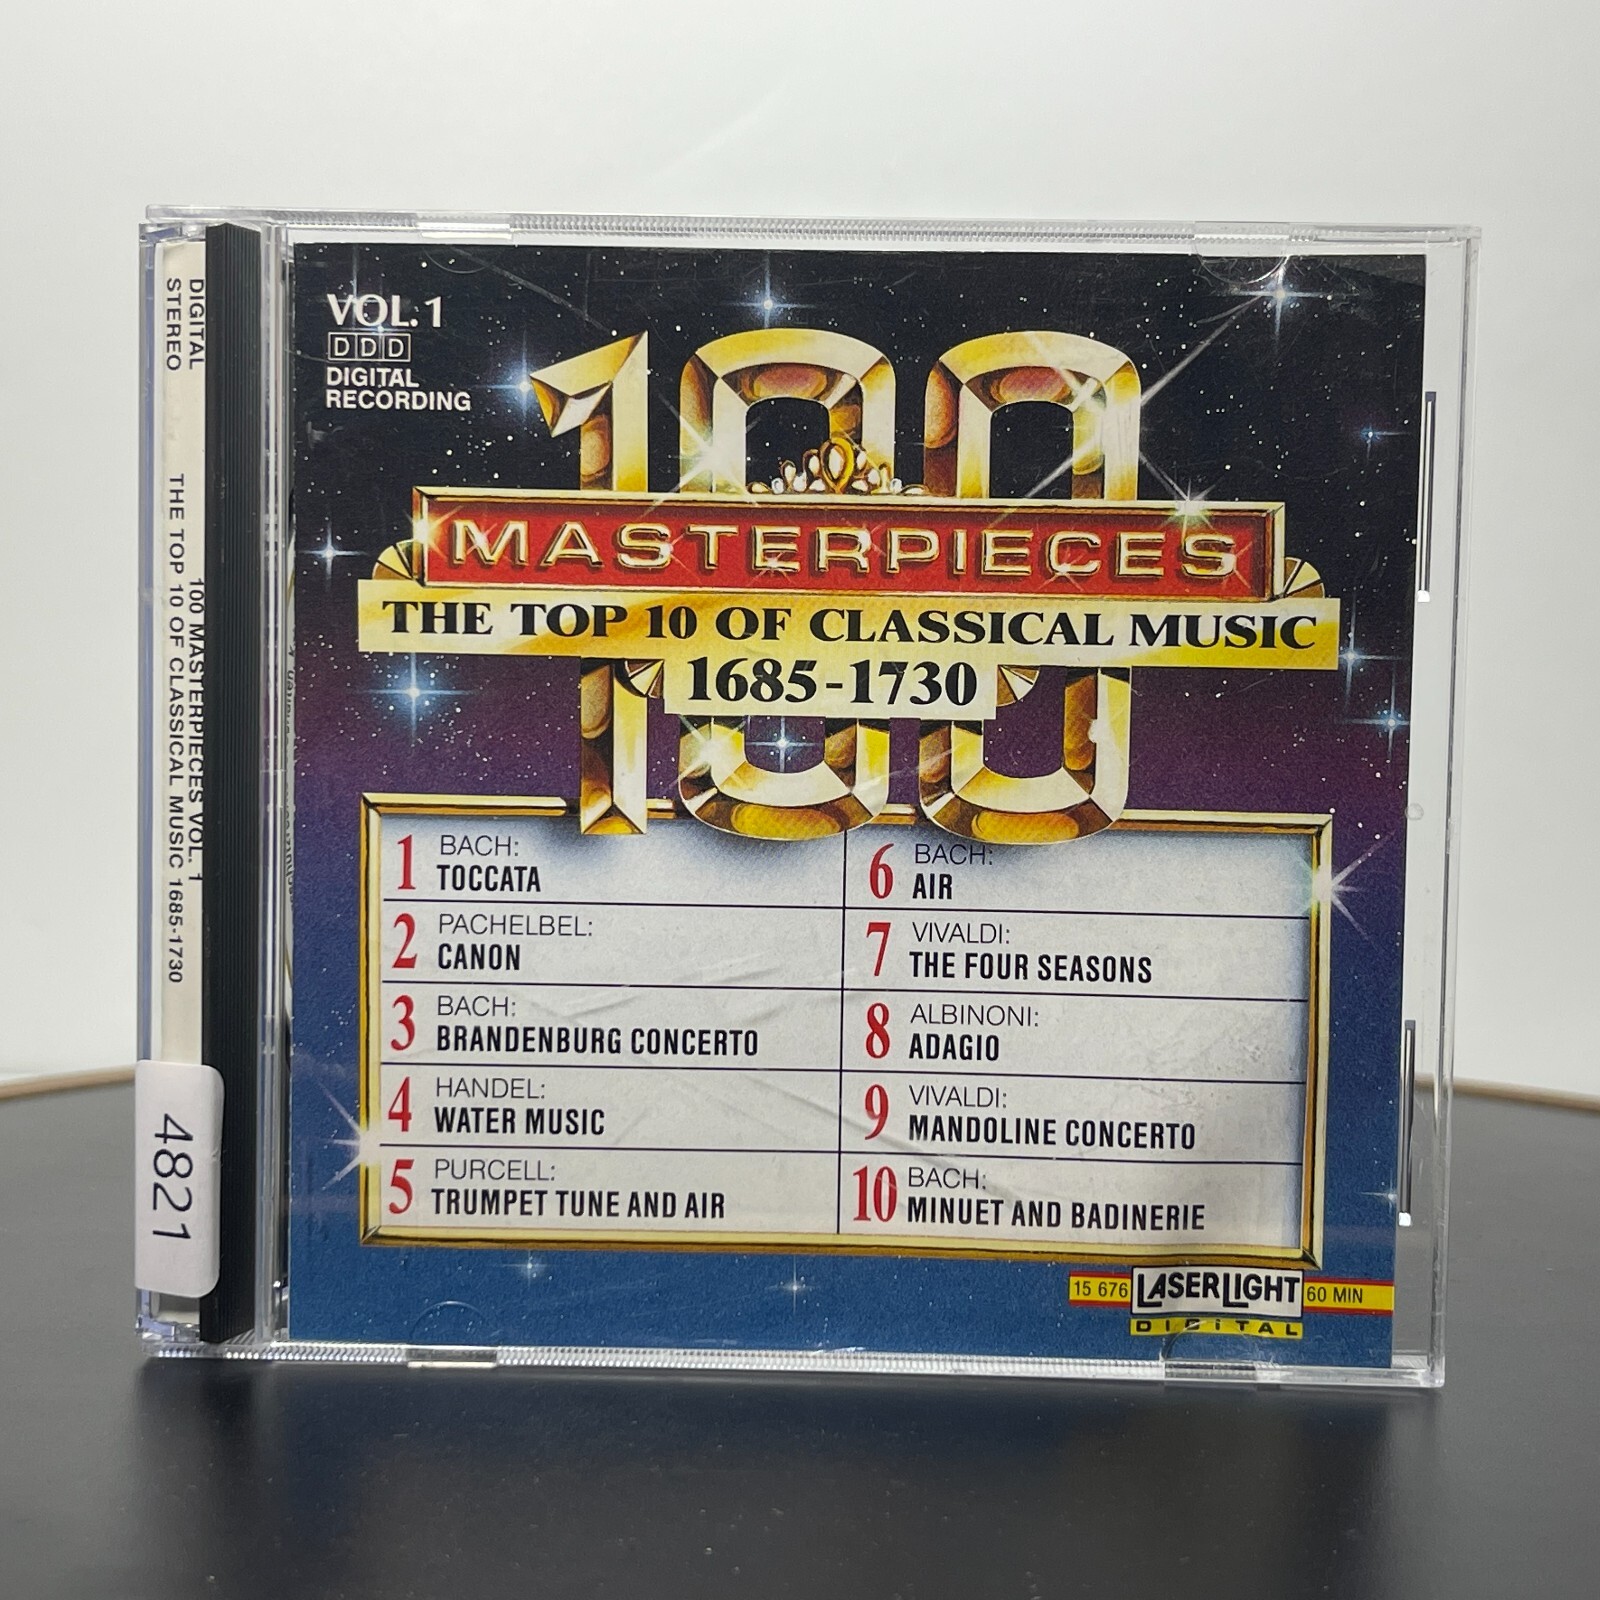 DIGITAL
STEREO
100 MASTERPIECES VOL. 1
THE TOP 10 OF CLASSICAL MUSIC 1685-1730
4821
VOL. 1
DDD
DIGITAL
RECORDING
100
MASTERPIECES
THE TOP 10 OF CLASSICAL MUSIC
1685-1730
1 BACH:
TOCCATA
2 PACHELBEL:
CANON
3 BACH:
BRANDENBURG CONCERTO
4 HANDEL:
WATER MUSIC
5 PURCELL:
TRUMPET TUNE AND AIR
6 BACH:
AIR
7 VIVALDI:
THE FOUR SEASONS
8 ALBINONI:
ADAGIO
9 VIVALDI:
MANDOLINE CONCERTO
10 BACH:
MINUET AND BADINERIE
15 676 LASERLIGHT 60 MIN
DIGITAL